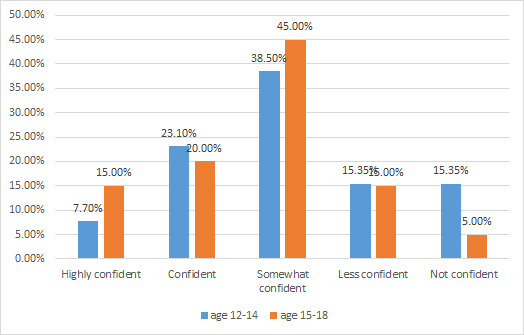 50.00%
45.00%
40.00%
35.00%
30.00%
25.00%
20.00%
15.00%
10.00%
5.00%
0.00%
7.70%
15.00%
23.10%
20.00%
38.50%
45.00%
15.35%
15.00%
15.35%
5.00%
Highly confident
Confident
Somewhat
confident
Less confident
Not confident
age 12-14
age 15-18